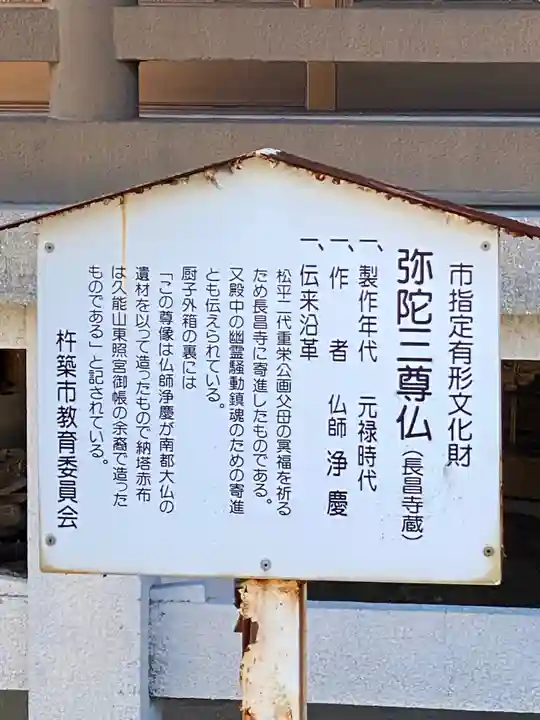 市指定有形文化財
弥陀三尊仏(長昌寺蔵)
一、製作年代 元禄時代
一、作者 仏師浄慶
一、伝来沿革
松平二代重栄公画父母の冥福を祈る
ため長昌寺に寄進したものである。
又殿中の幽霊騒動鎮魂のための寄進
とも伝えられている。
厨子外箱の裏には
「この尊像は仏師浄慶が南都大仏の
遺材を以って造ったもので納塔赤布
は久能山東照宮御帳の余裔で造った
ものである」と記されている。
杵築市教育委員会